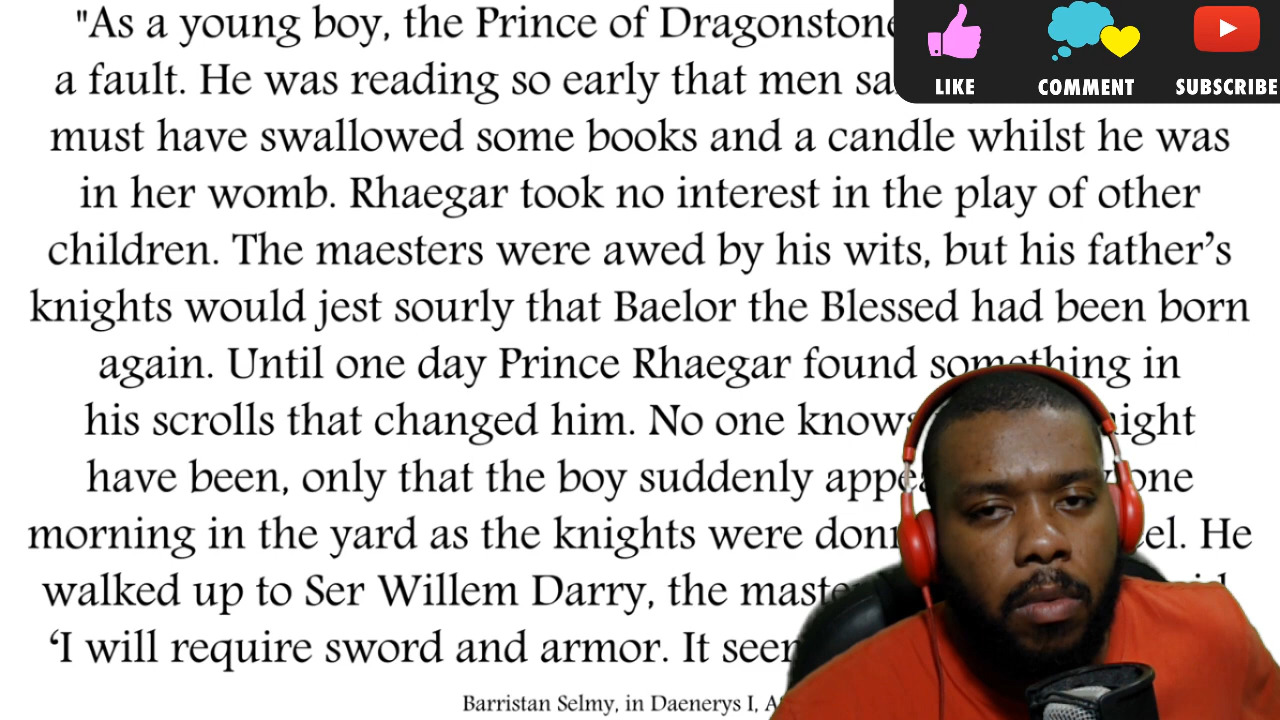 "As a young boy, the Prince of Dragonstone
a fault. He was reading so early that men
must have swallowed some books and a candle whilst he was
in her womb. Rhaegar took no interest in the play of other
children. The maesters were awed by his wits, but his father’s
knights would jest sourly that Baelor the Blessed had been born
again. Until one day Prince Rhaegar found something in
his scrolls that changed him. No one knows
have been, only that the boy suddenly one
morning in the yard as the knights were He
walked up to Ser Willem Darry, the
‘I will require sword and armor. It
Barristan Selmy, in Daenerys I,
LIKE
COMMENT
SUBSCRIBE